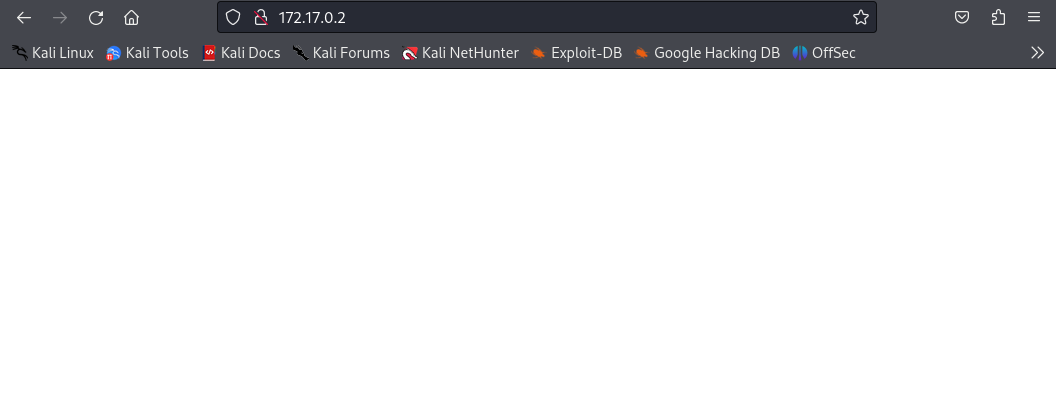 172.17.0.2
Kali Linux Kali Tools Kali Docs Kali Forums Kali NetHunter Exploit-DB Google Hacking DB OffSec